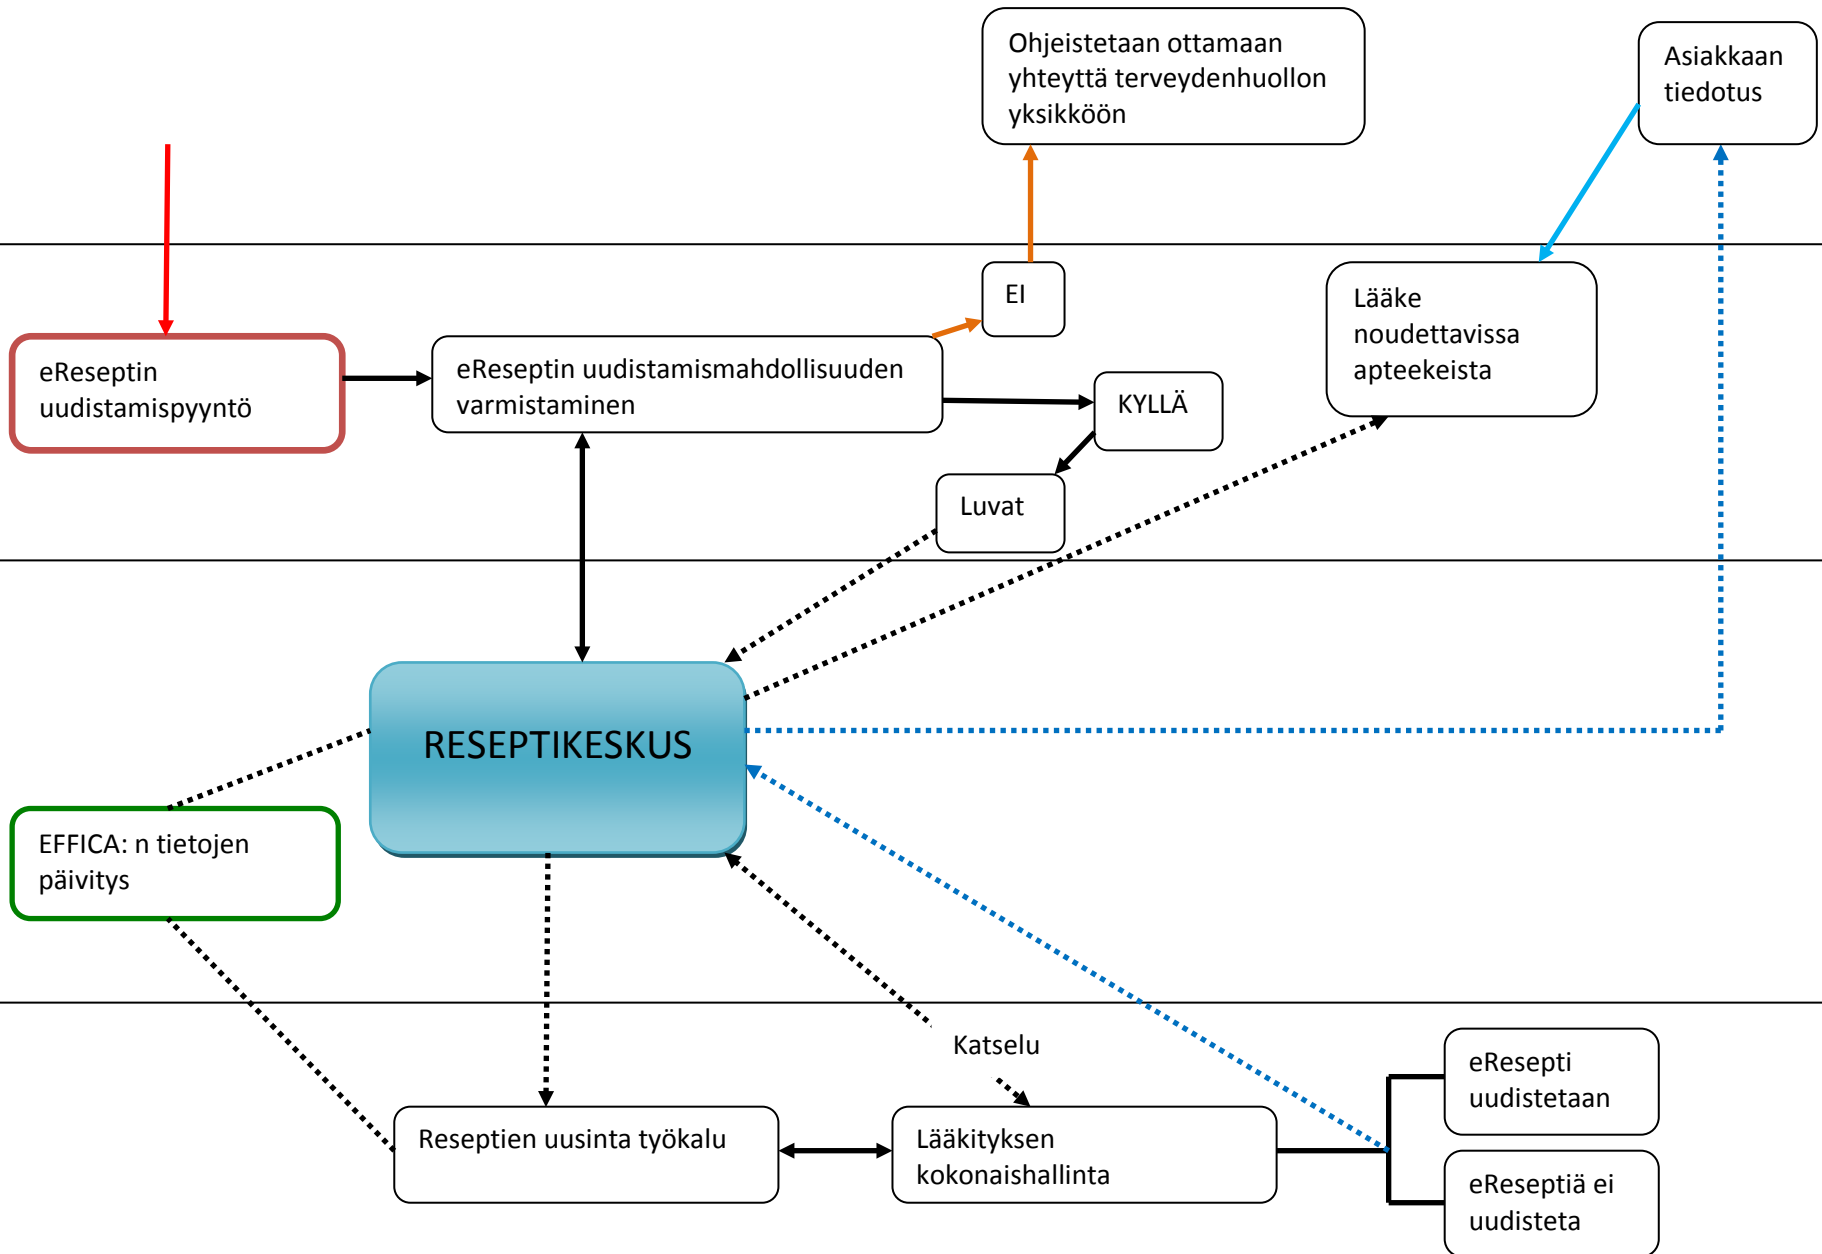 Ohjeistetaan ottamaan
yhteyttä terveydenhuollon
yksikköön
Asiakkaan
tiedotus
EI
Lääke
noudettavissa
apteekeista
eReseptin
uudistamispyyntö
eReseptin uudistamismahdollisuuden
varmistaminen
KYLLÄ
Luvat
RESEPTIKESKUS
EFFICA: n tietojen
päivitys
Katselu
eResepti
uudistetaan
Reseptien uusinta työkalu
Lääkityksen
kokonaishallinta
eReseptiä ei
uudisteta